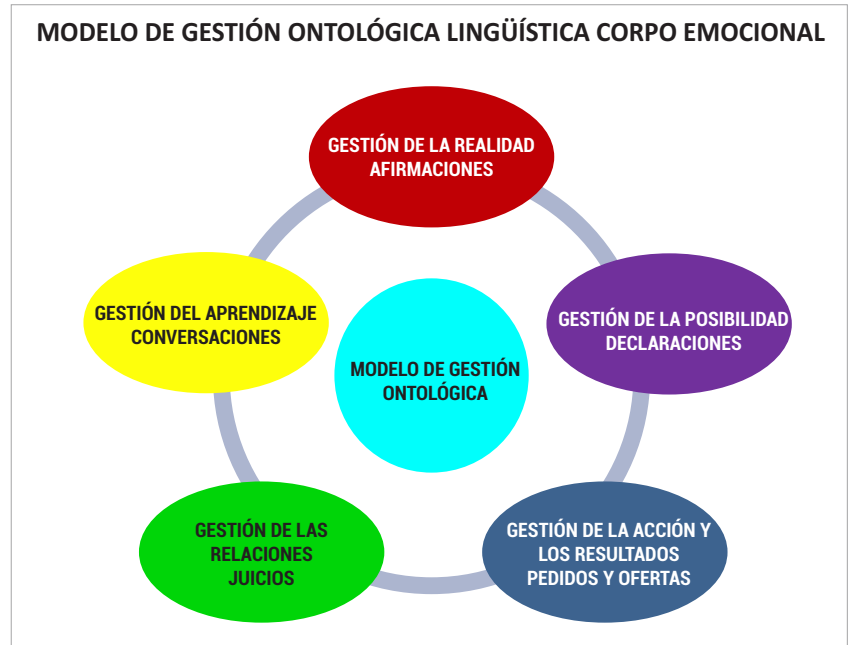 MODELO DE GESTIÓN ONTOLÓGICA LINGÜÍSTICA CORPO EMOCIONAL
GESTIÓN DE LA REALIDAD
AFIRMACIONES
GESTIÓN DE LA POSIBILIDAD
DECLARACIONES
GESTIÓN DE LA ACCIÓN Y
LOS RESULTADOS
PEDIDOS Y OFERTAS
GESTIÓN DE LAS
RELACIONES
JUICIOS
GESTIÓN DEL APRENDIZAJE
CONVERSACIONES
MODELO DE GESTIÓN
ONTOLÓGICA